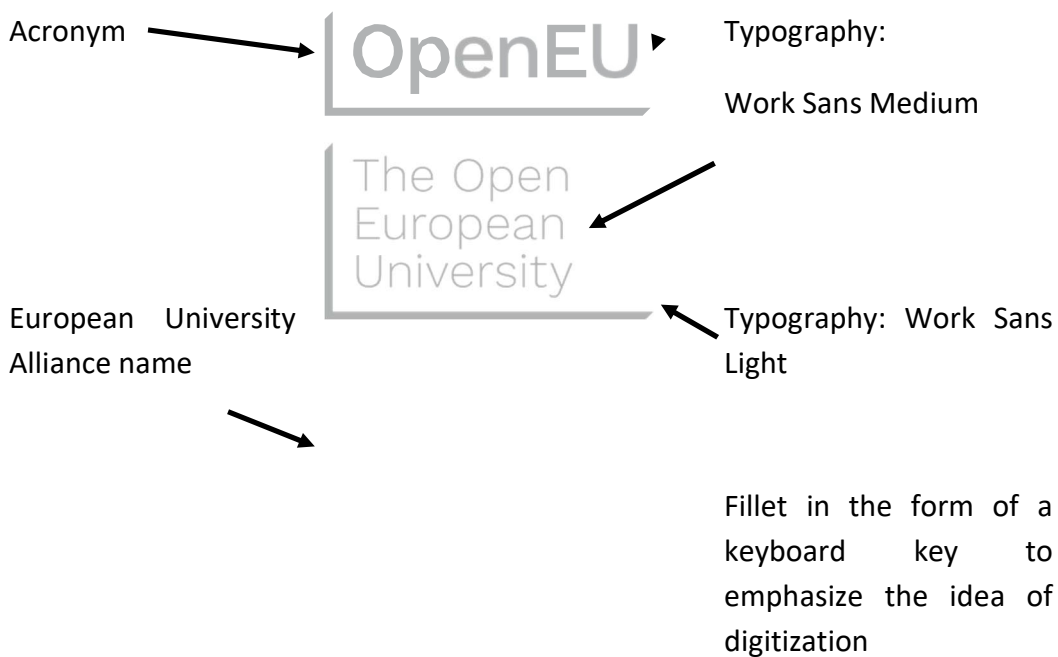 Acronym
OpenEU
Typography:
Work Sans Medium
The Open
European
University
European University
Alliance name
Typography: Work Sans
Light
Fillet in the form of a
keyboard key to
emphasize the idea of
digitization